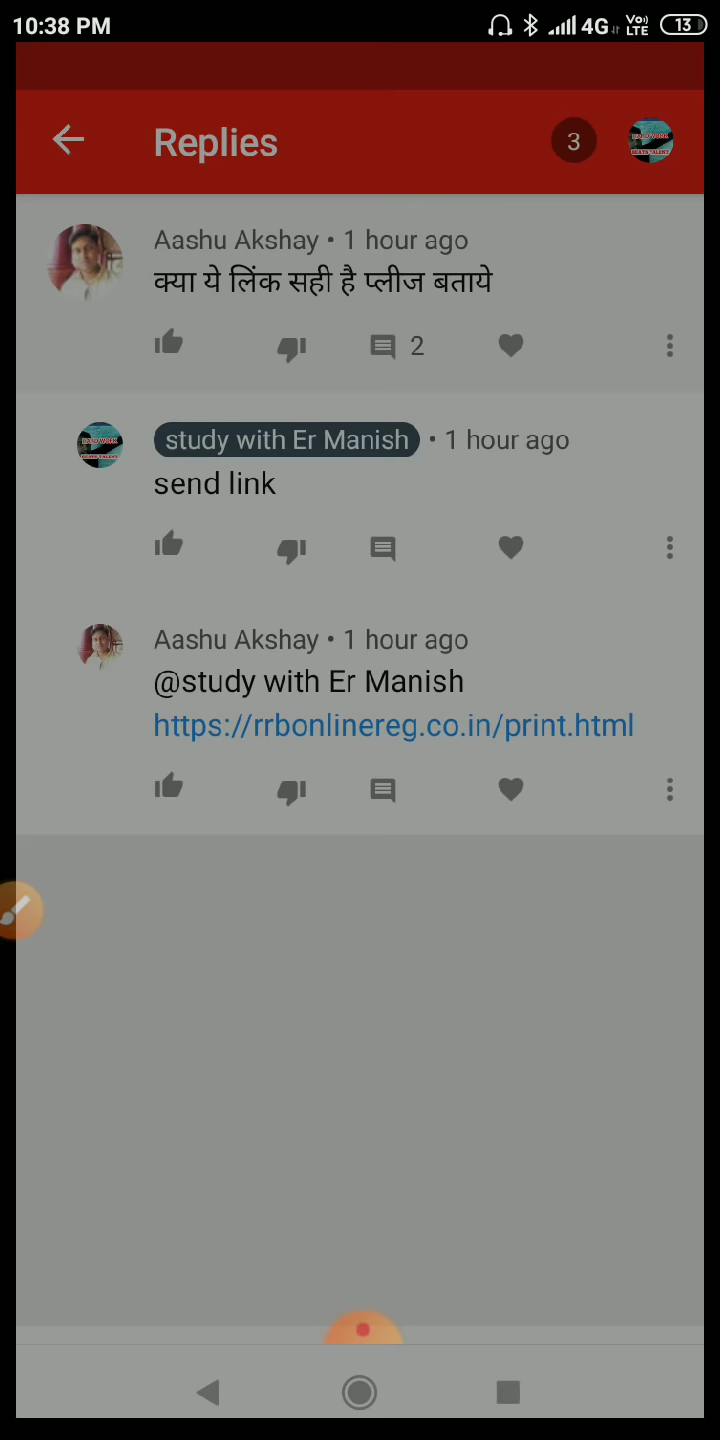 10:38 PM
4G
Vo)) LTE
13
Replies
3
Aashu Akshay • 1 hour ago
क्या ये लिंक सही है प्लीज बताये
2
study with Er Manish • 1 hour ago
send link
Aashu Akshay • 1 hour ago
@study with Er Manish
https://rrbonlinereg.co.in/print.html